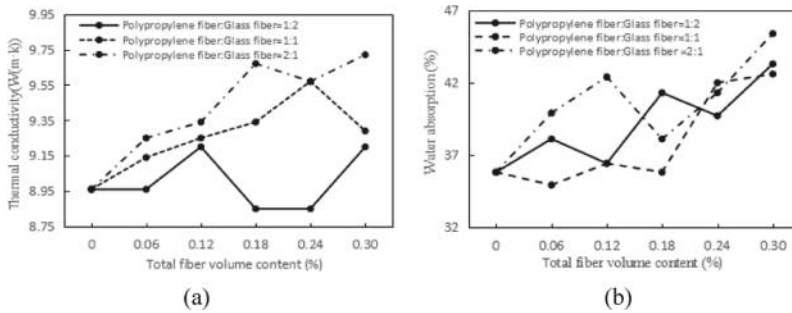 9.95
9.75
9.55
9.35
9.15
8.95
8.75
Thermal conductivity(W(m·k))
Polypropylene fiber:Glass fiber=1:2
Polypropylene fiber:Glass fiber=1:1
Polypropylene fiber:Glass fiber=2:1
0 0.06 0.12 0.18 0.24 0.30
Total fiber volume content (%)
(a)
47
42
37
32
Water absorption (%)
Polypropylene fiber:Glass fiber=1:2
Polypropylene fiber:Glass fiber=1:1
Polypropylene fiber:Glass fiber =2:1
0 0.06 0.12 0.18 0.24 0.30
Total fiber volume content (%)
(b)